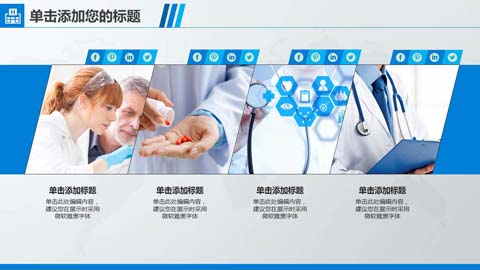 单击添加您的标题
单击添加标题
单击此处编辑内容，
建议您在展示时采用
微软雅黑字体
单击添加标题
单击此处编辑内容，
建议您在展示时采用
微软雅黑字体
单击添加标题
单击此处编辑内容，
建议您在展示时采用
微软雅黑字体
单击添加标题
单击此处编辑内容，
建议您在展示时采用
微软雅黑字体